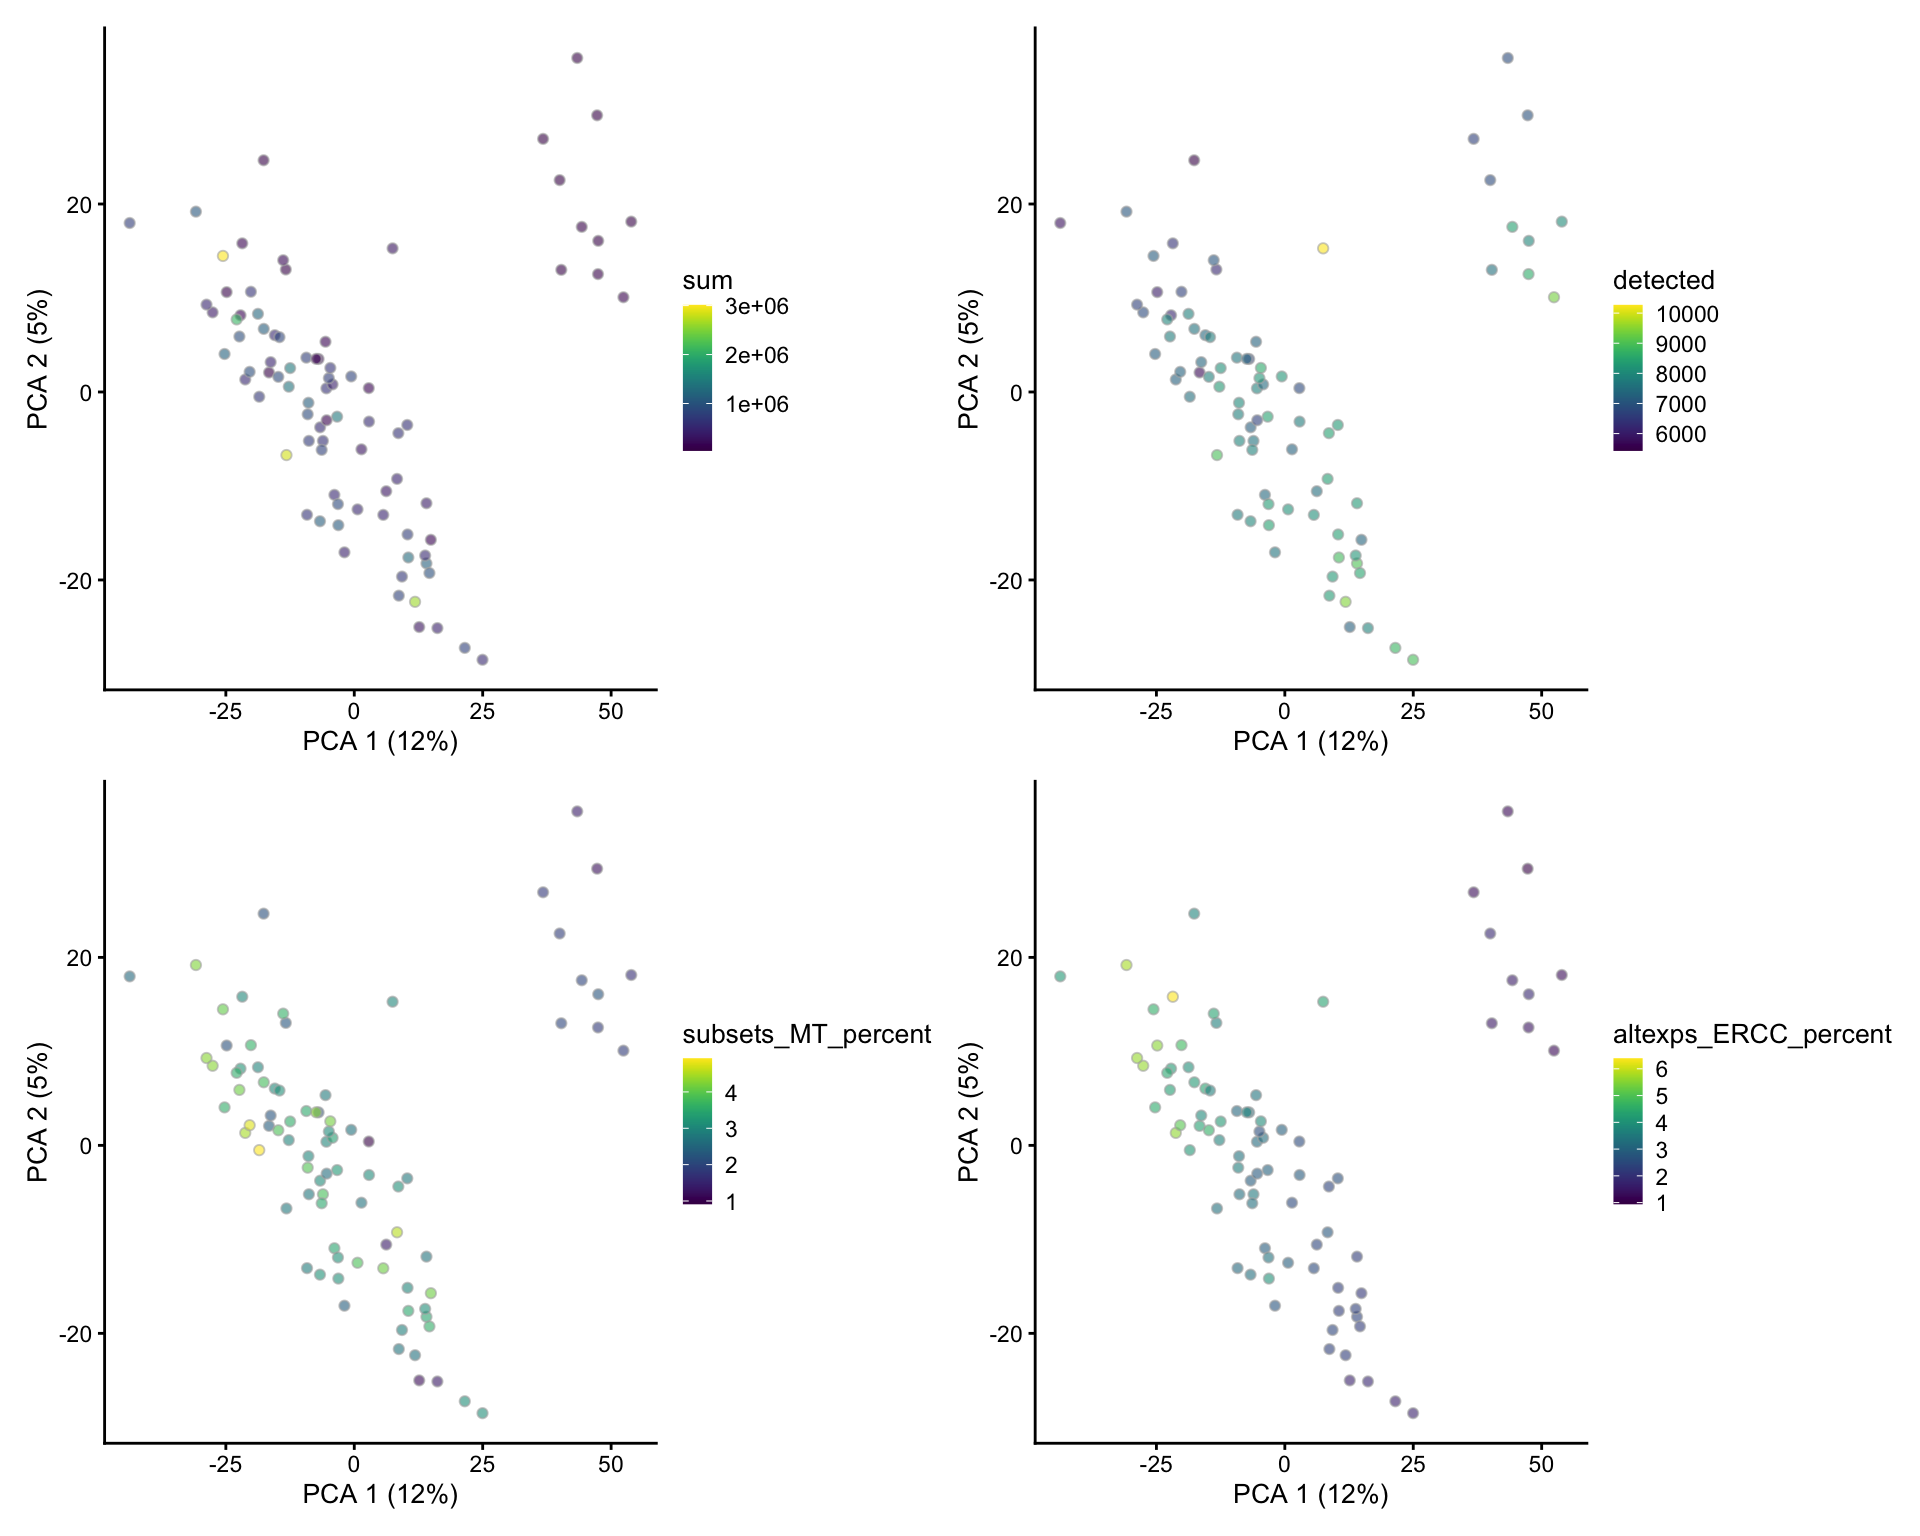 PCA 2 (5%)
20
0
-20
-25 0 25 50
PCA 1 (12%)
sum
3e+06
2e+06
1e+06
PCA 2 (5%)
20
0
-20
-25 0 25 50
PCA 1 (12%)
detected
10000
9000
8000
7000
6000
PCA 2 (5%)
20
0
-20
-25 0 25 50
PCA 1 (12%)
subsets_MT_percent
4
3
2
1
PCA 2 (5%)
20
0
-20
-25 0 25 50
PCA 1 (12%)
altexps_ERCC_percent
6
5
4
3
2
1